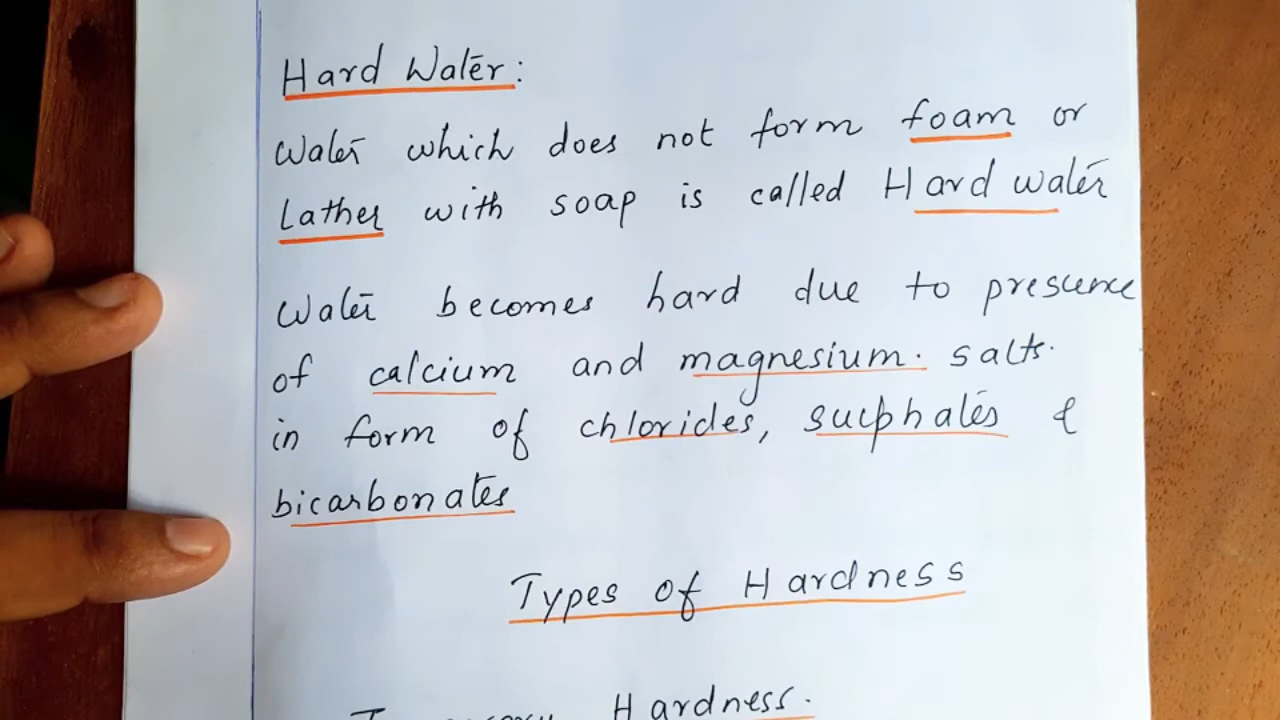 Hard Water:
Water which does not form foam or
Lather with soap is called Hard water
Water becomes hard due to prescence
of calcium and magnesium. salts.
in form of chlorides, sulphates &
bicarbonates
Types of Hardness
Hardness.